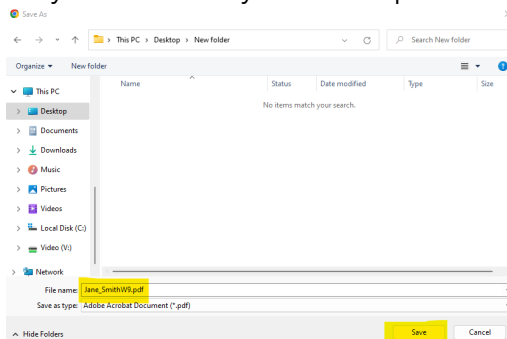 Save As
This PC > Desktop > New folder
Search New folder
Organize
New folder
Name
Status
Date modified
Type
Size
This PC
No items match your search.
Desktop
Documents
Downloads
Music
Pictures
Videos
Local Disk (C:)
Video (V:)
Network
File name: Jane_SmithW9.pdf
Save as type: Adobe Acrobat Document (*.pdf)
Hide Folders
Save
Cancel